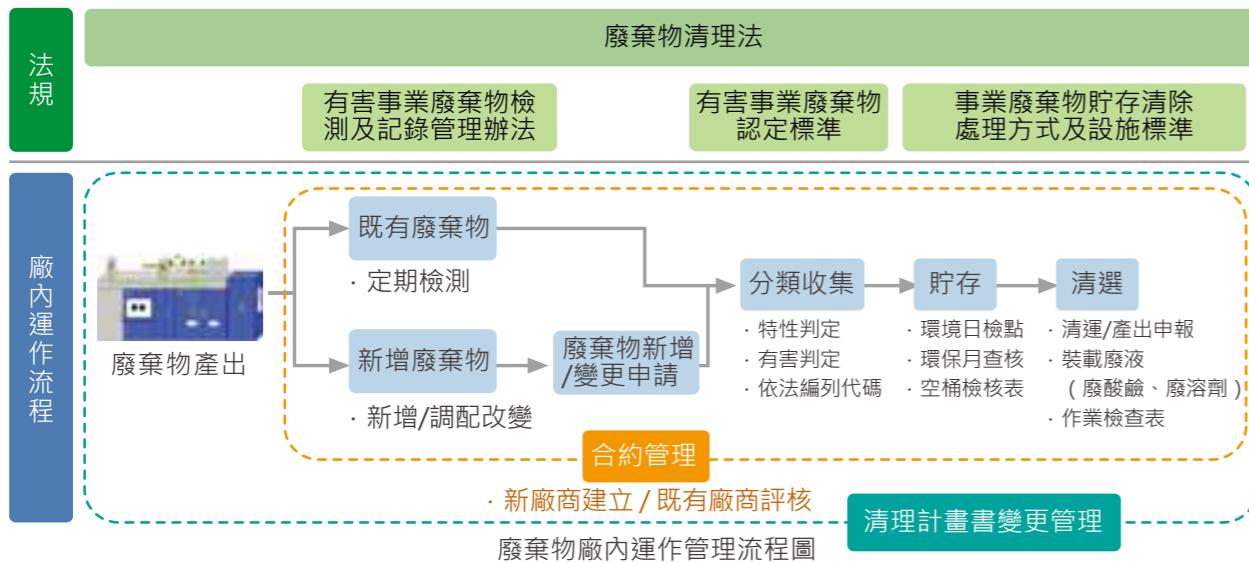 法規
廢棄物清理法
有害事業廢棄物檢
測及記錄管理辦法
有害事業廢棄物
認定標準
事業廢棄物貯存清除
處理方式及設施標準
廠內運作流程
廢棄物產出
既有廢棄物
· 定期檢測
新增廢棄物
· 新增/調配改變
廢棄物新增
/變更申請
分類收集
· 特性判定
· 有害判定
· 依法編列代碼
貯存
· 環境日檢點
· 環保月查核
· 空桶檢核表
清選
· 清運/產出申報
· 裝載廢液
(廢酸鹼、廢溶劑)
· 作業檢查表
合約管理
· 新廠商建立 / 既有廠商評核
清理計畫書變更管理
廢棄物廠內運作管理流程圖